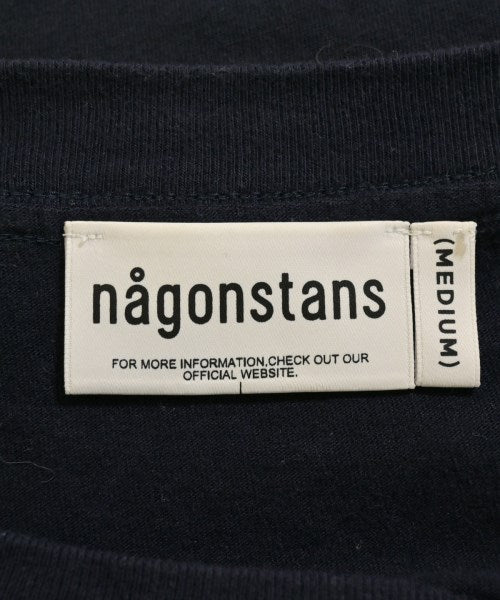 någonstans
FOR MORE INFORMATION,CHECK OUT OUR
OFFICIAL WEBSITE.
(MEDIUM)